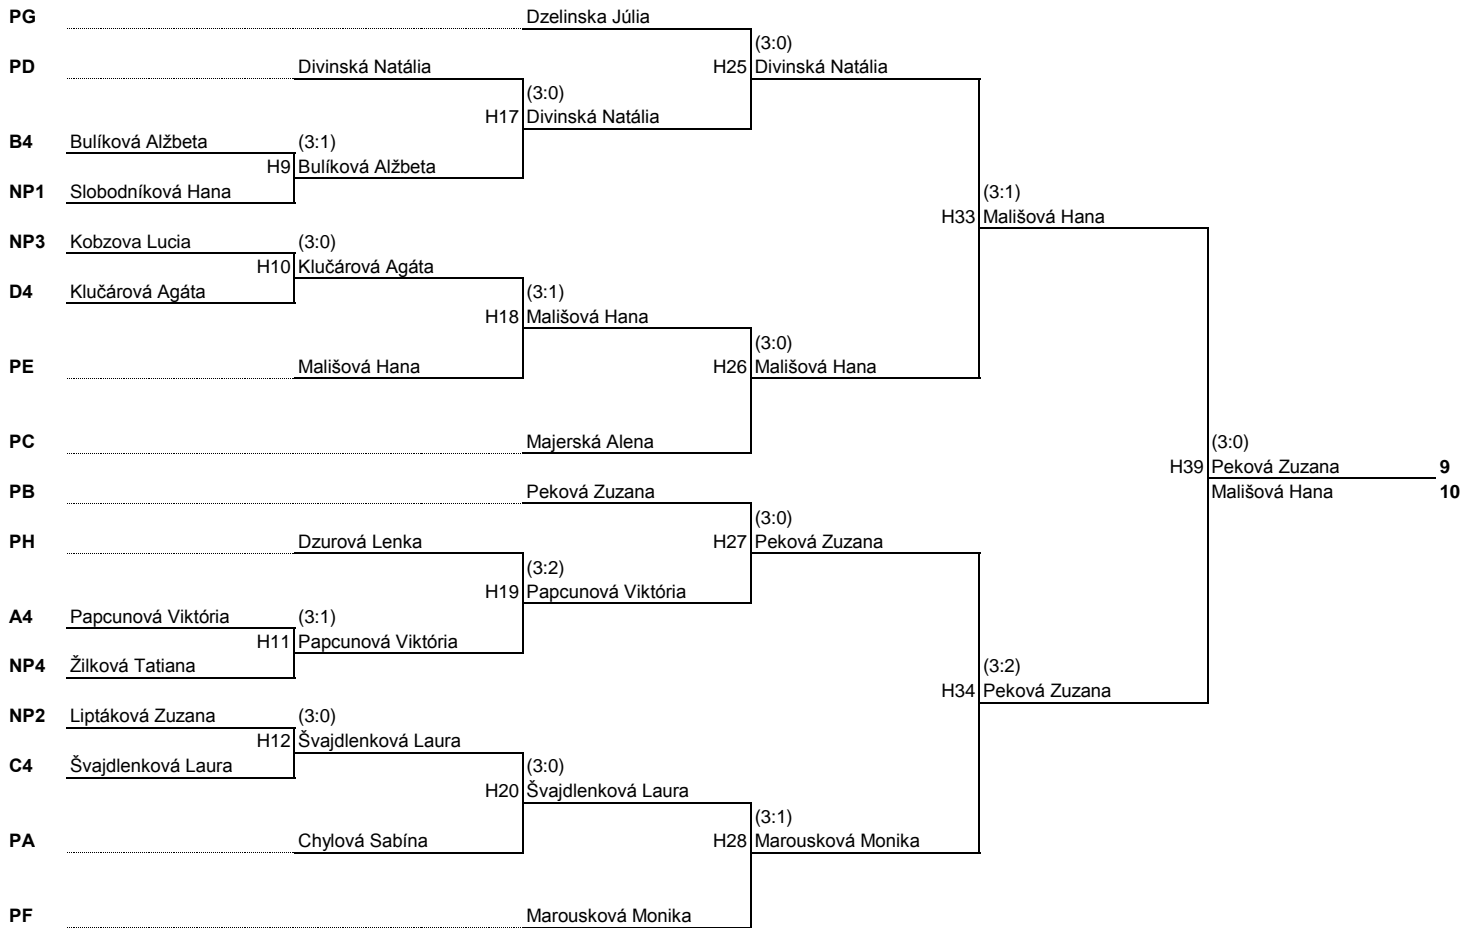 PG Dzelinska Júlia
(3:0)
PD Divinská Natália H25 Divinská Natália
(3:0)
H17 Divinská Natália
B4 Bulíková Alžbeta (3:1)
H9 Bulíková Alžbeta
NP1 Slobodníková Hana (3:1)
H33 Mališová Hana
NP3 Kobzova Lucia (3:0)
H10 Klučárová Agáta
D4 Klučárová Agáta (3:1)
H18 Mališová Hana
(3:0)
PE Mališová Hana H26 Mališová Hana
PC Majerská Alena (3:0)
H39 Peková Zuzana 9
PB Peková Zuzana Mališová Hana 10
(3:0)
PH Dzurová Lenka H27 Peková Zuzana
(3:2)
H19 Papcunová Viktória
A4 Papcunová Viktória (3:1)
H11 Papcunová Viktória
NP4 Žilková Tatiana (3:2)
H34 Peková Zuzana
NP2 Liptáková Zuzana (3:0)
H12 Švajdlenková Laura
C4 Švajdlenková Laura (3:0)
H20 Švajdlenková Laura
(3:1)
PA Chylová Sabína H28 Marousková Monika
PF Marousková Monika